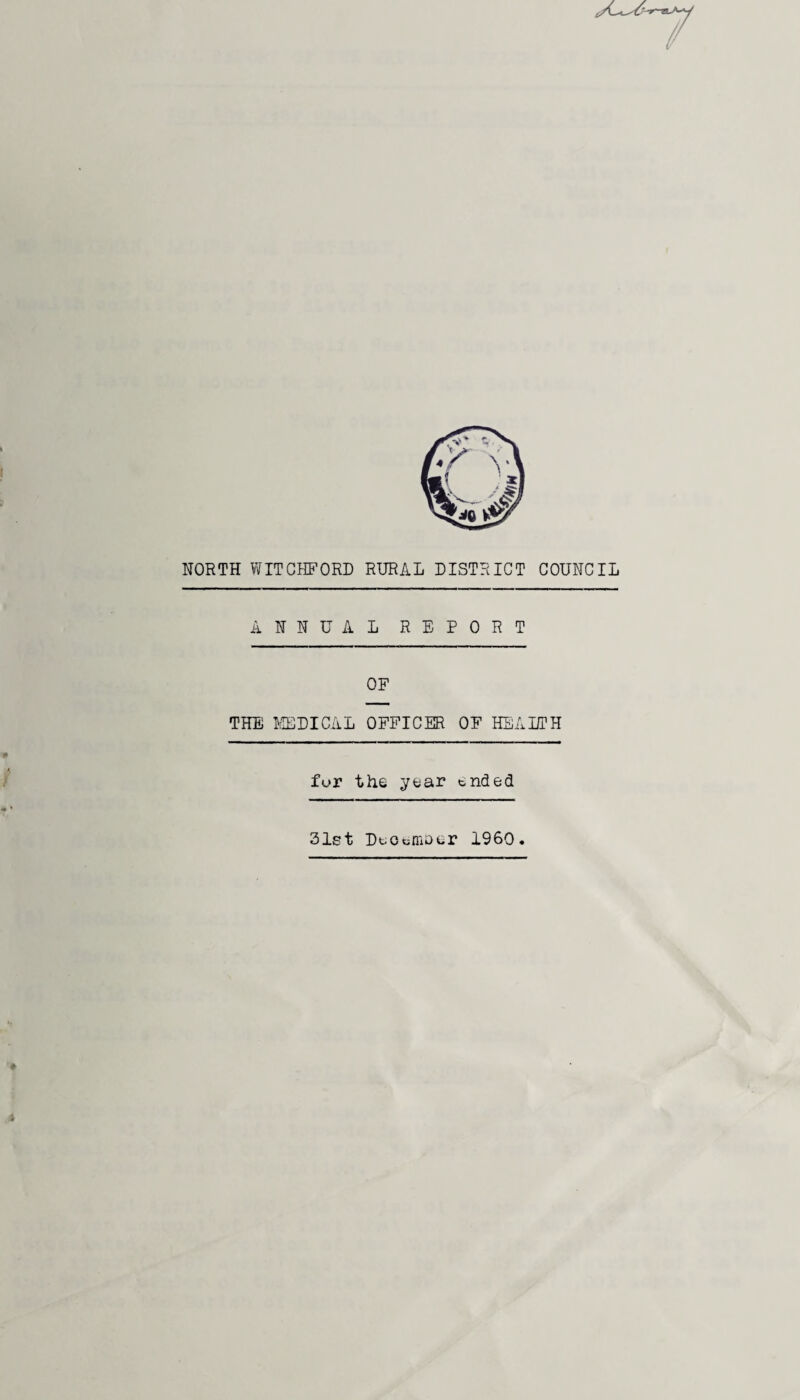 Library
NORTH WITCHFORD RURAL DISTRICT COUNCIL
ANNUAL REPORT
OF
THE MEDICAL OFFICER OF HEALTH
for the year ended
31st December 1960.